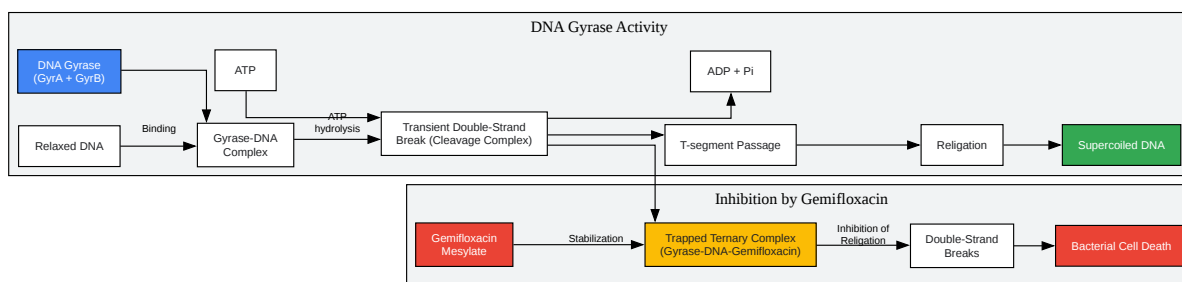 DNA Gyrase Activity
DNA Gyrase
(GyrA + GyrB)
ATP
ADP + Pi
Relaxed DNA
Binding
Gyrase-DNA
Complex
ATP
hydrolysis
Transient Double-Strand
Break (Cleavage Complex)
T-segment Passage
Religation
Supercoiled DNA
Inhibition by Gemifloxacin
Gemifloxacin
Mesylate
Stabilization
Trapped Ternary Complex
(Gyrase-DNA-Gemifloxacin)
Inhibition of
Religation
Double-Strand
Breaks
Bacterial Cell Death